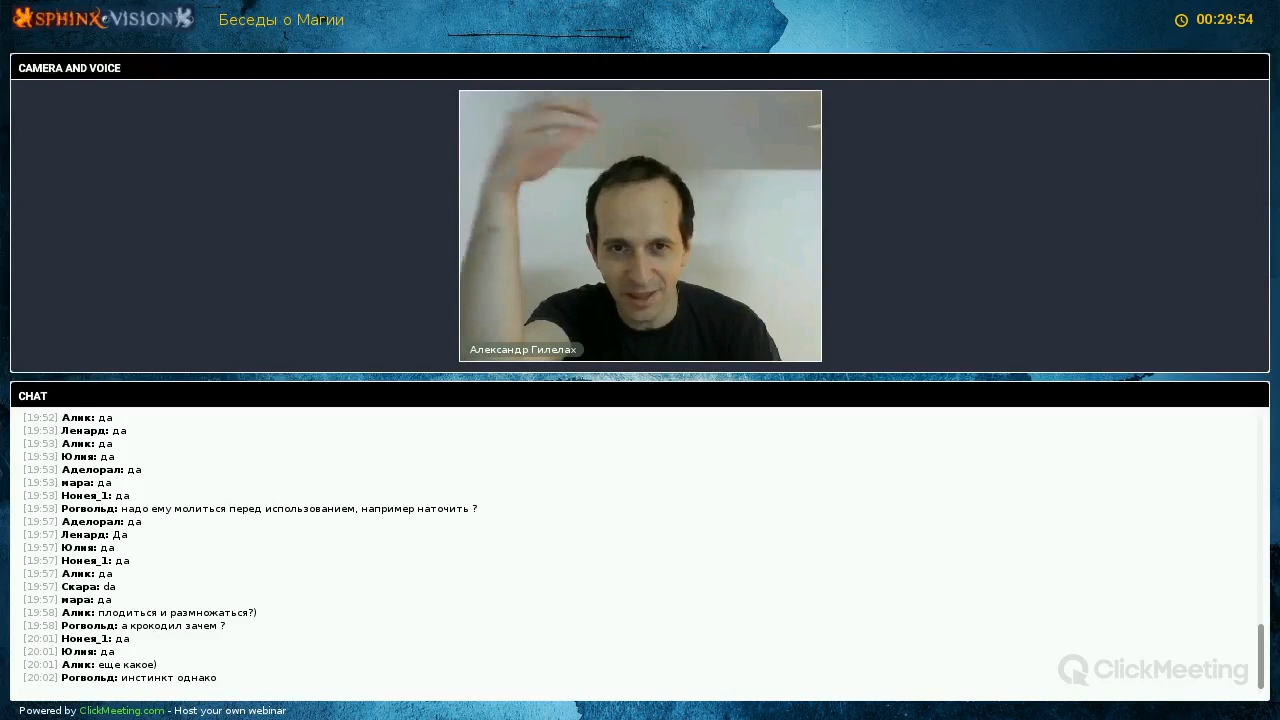 SPHINX VISION
Беседы о Магии
00:29:54
CAMERA AND VOICE
Александр Гилелах
CHAT
[19:52] Алик: да
[19:53] Ленард: да
[19:53] Алик: да
[19:53] Юлия: да
[19:53] Аделорал: да
[19:53] мара: да
[19:53] Нонея_1: да
[19:53] Рогвольд: надо ему молиться перед использованием, например наточить ?
[19:57] Аделорал: да
[19:57] Ленард: Да
[19:57] Юлия: да
[19:57] Нонея_1: да
[19:57] Алик: да
[19:57] Скара: da
[19:57] мара: да
[19:58] Алик: плодиться и размножаться?)
[19:58] Рогвольд: а крокодил зачем ?
[20:01] Нонея_1: да
[20:01] Юлия: да
[20:01] Алик: еще какое)
[20:02] Рогвольд: инстинкт однако
ClickMeeting
Powered by ClickMeeting.com - Host your own webinar